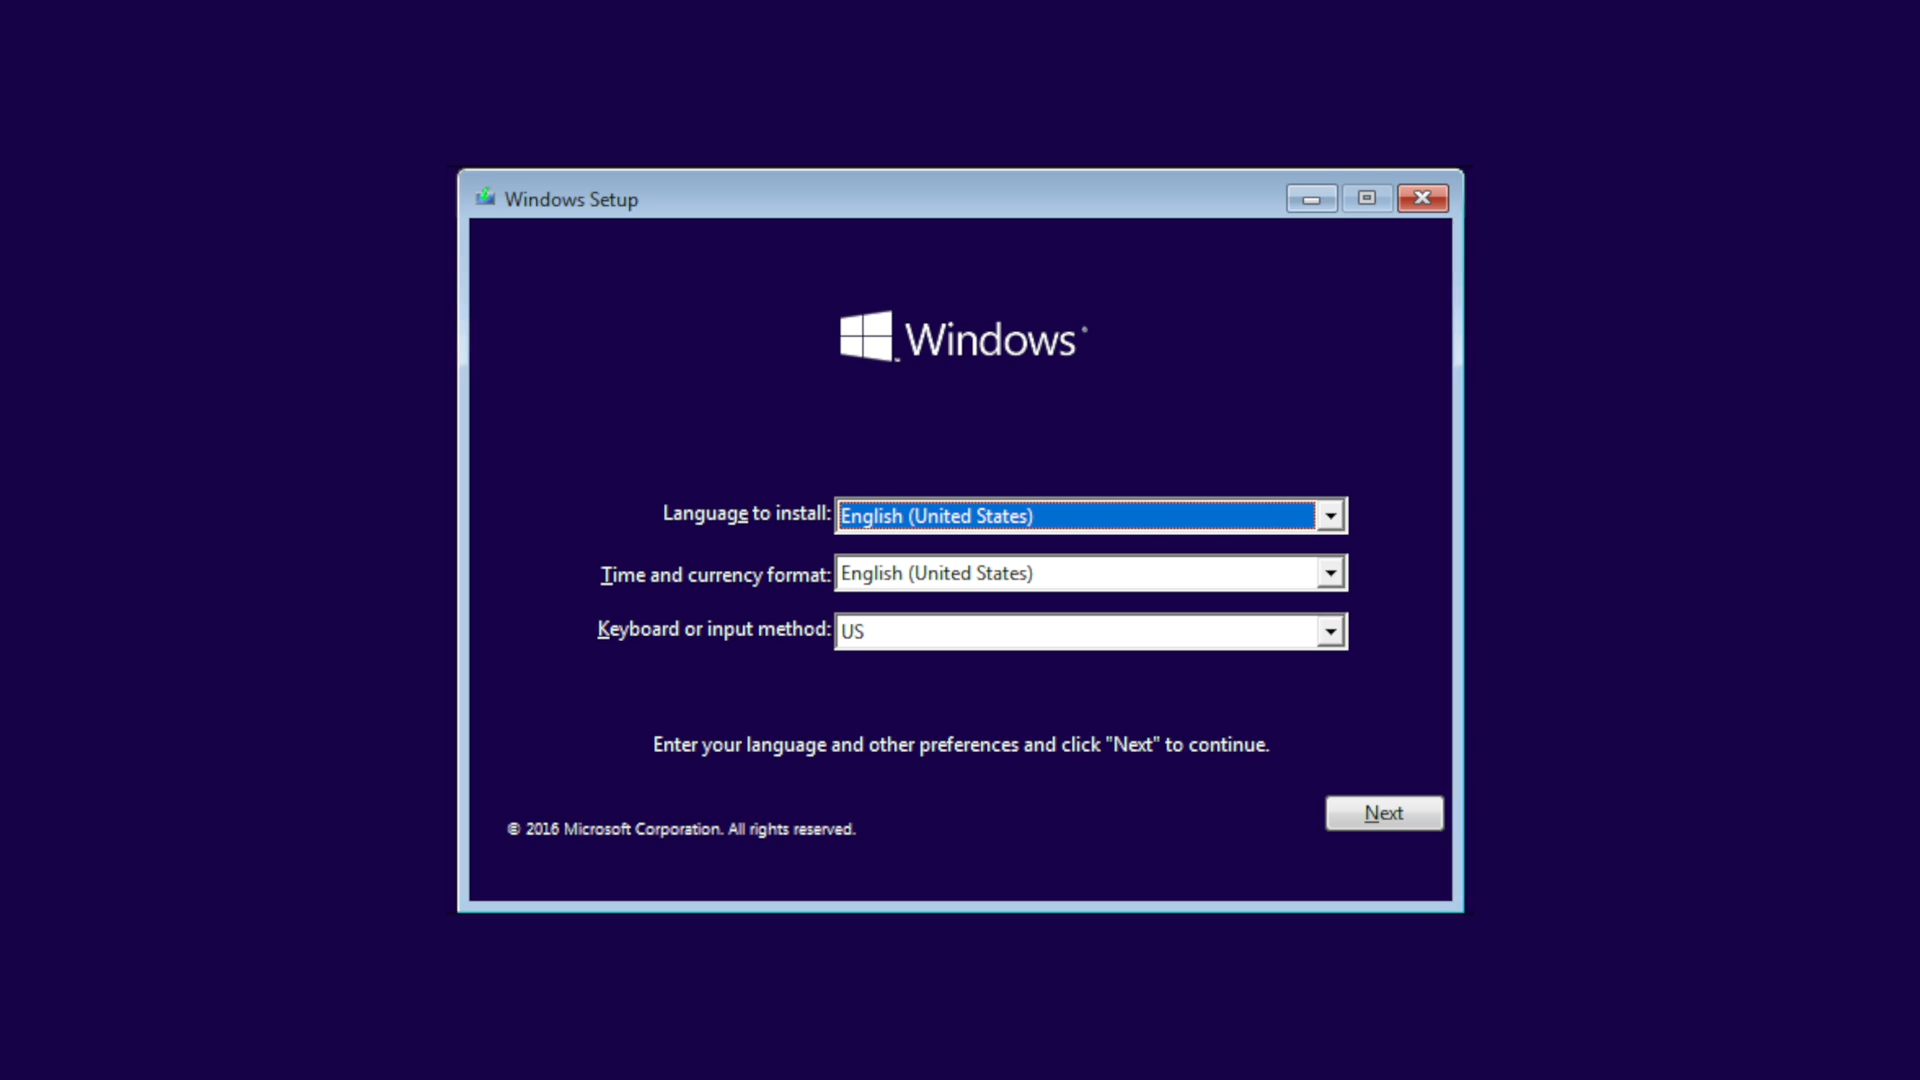 Windows Setup
Windows
Language to install: English (United States)
Time and currency format: English (United States)
Keyboard or input method: US
Enter your language and other preferences and click "Next" to continue.
Next
© 2016 Microsoft Corporation. All rights reserved.